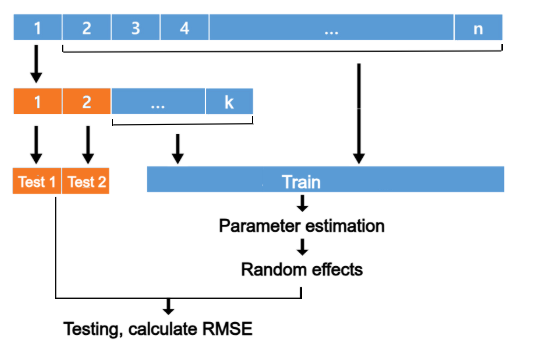 1 2 3 4 ... n
1 2 ... k
Test 1 Test 2 Train
Parameter estimation
Random effects
Testing, calculate RMSE